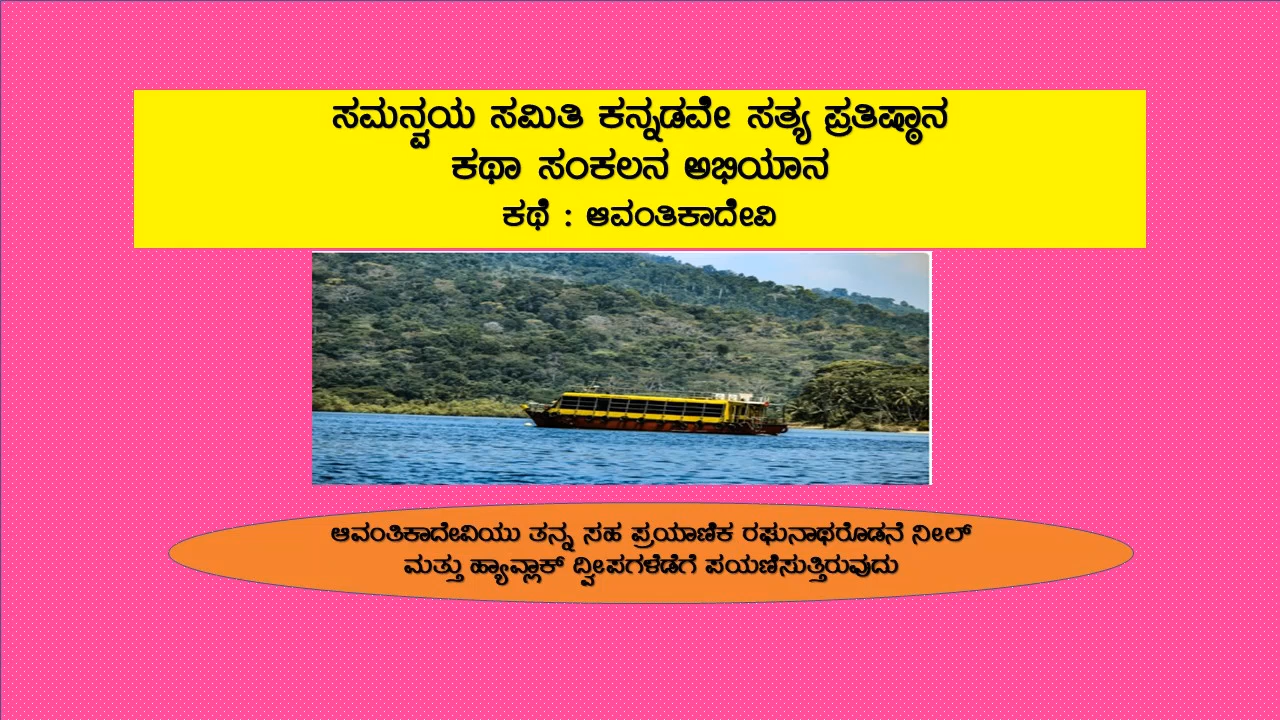 ಸಮನ್ವಯ ಸಮಿತಿ ಕನ್ನಡವೇ ಸತ್ಯ ಪ್ರತಿಷ್ಠಾನ
ಕಥಾ ಸಂಕಲನ ಅಭಿಯಾನ
ಕಥೆ : ಆವಂತಿಕಾದೇವಿ
ಆವಂತಿಕಾದೇವಿಯು ತನ್ನ ಸಹ ಪ್ರಯಾಣಿಕ ರಘುನಾಥರೊಡನೆ ನೀಲ್
ಮತ್ತು ಹ್ಯಾವ್ಲಾಕ್ ದ್ವೀಪಗಳೆಡೆಗೆ ಪಯಣಿಸುತ್ತಿರುವುದು